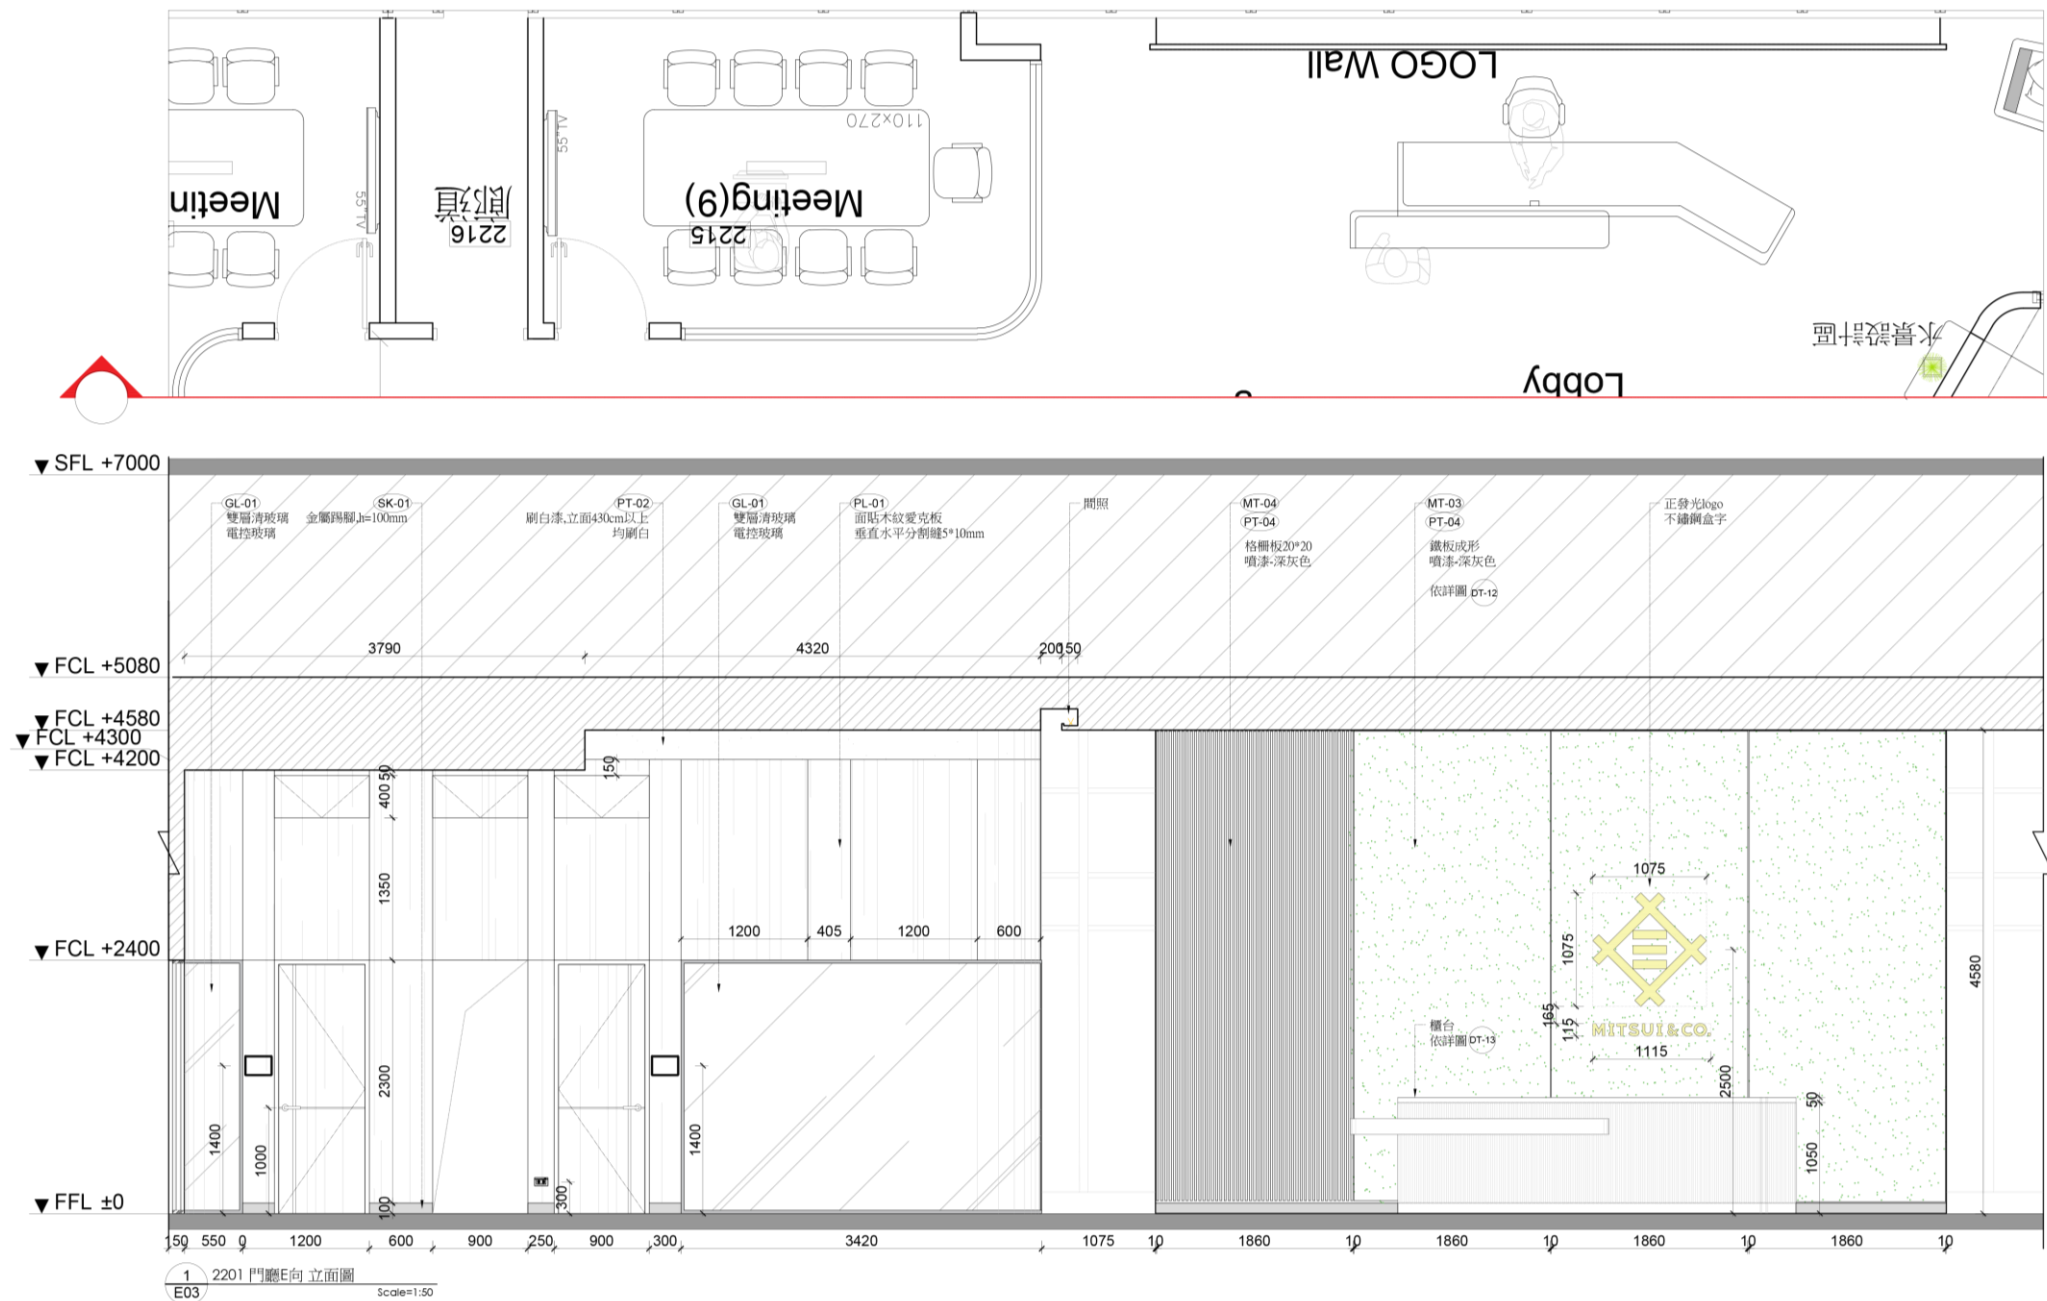 LOGO Wall
110x270
55"TV
55"TV
Meetin
廊道
2216
Meeting(9)
2215
水景設計區
Lobby
SFL +7000
GL-01
雙層清玻璃
電控玻璃
SK-01
金屬踢腳,h=100mm
PT-02
刷白漆,立面430cm以上
均刷白
GL-01
雙層清玻璃
電控玻璃
PL-01
面貼木紋愛克板
垂直水平分割縫5*10mm
間照
MT-04
PT-04
格柵板20*20
噴漆-深灰色
MT-03
PT-04
鐵板成形
噴漆-深灰色
依詳圖 DT-12
正發光logo
不鏽鋼盒字
3790
4320
200
150
FCL +5080
FCL +4580
FCL +4300
FCL +4200
50
400
150
1350
1200 405 1200 600
1075
1075
4580
FCL +2400
165
115
MITSUI & CO.
1115
櫃台
依詳圖 DT-13
2500
50
1050
1400
1000
2300
100
300
1400
FFL ±0
150 550 0 1200 600 900 250 900 300 3420 1075 10 1860 10 1860 10 1860 10 1860 10
1
E03
2201 門廳E向 立面圖
Scale=1:50